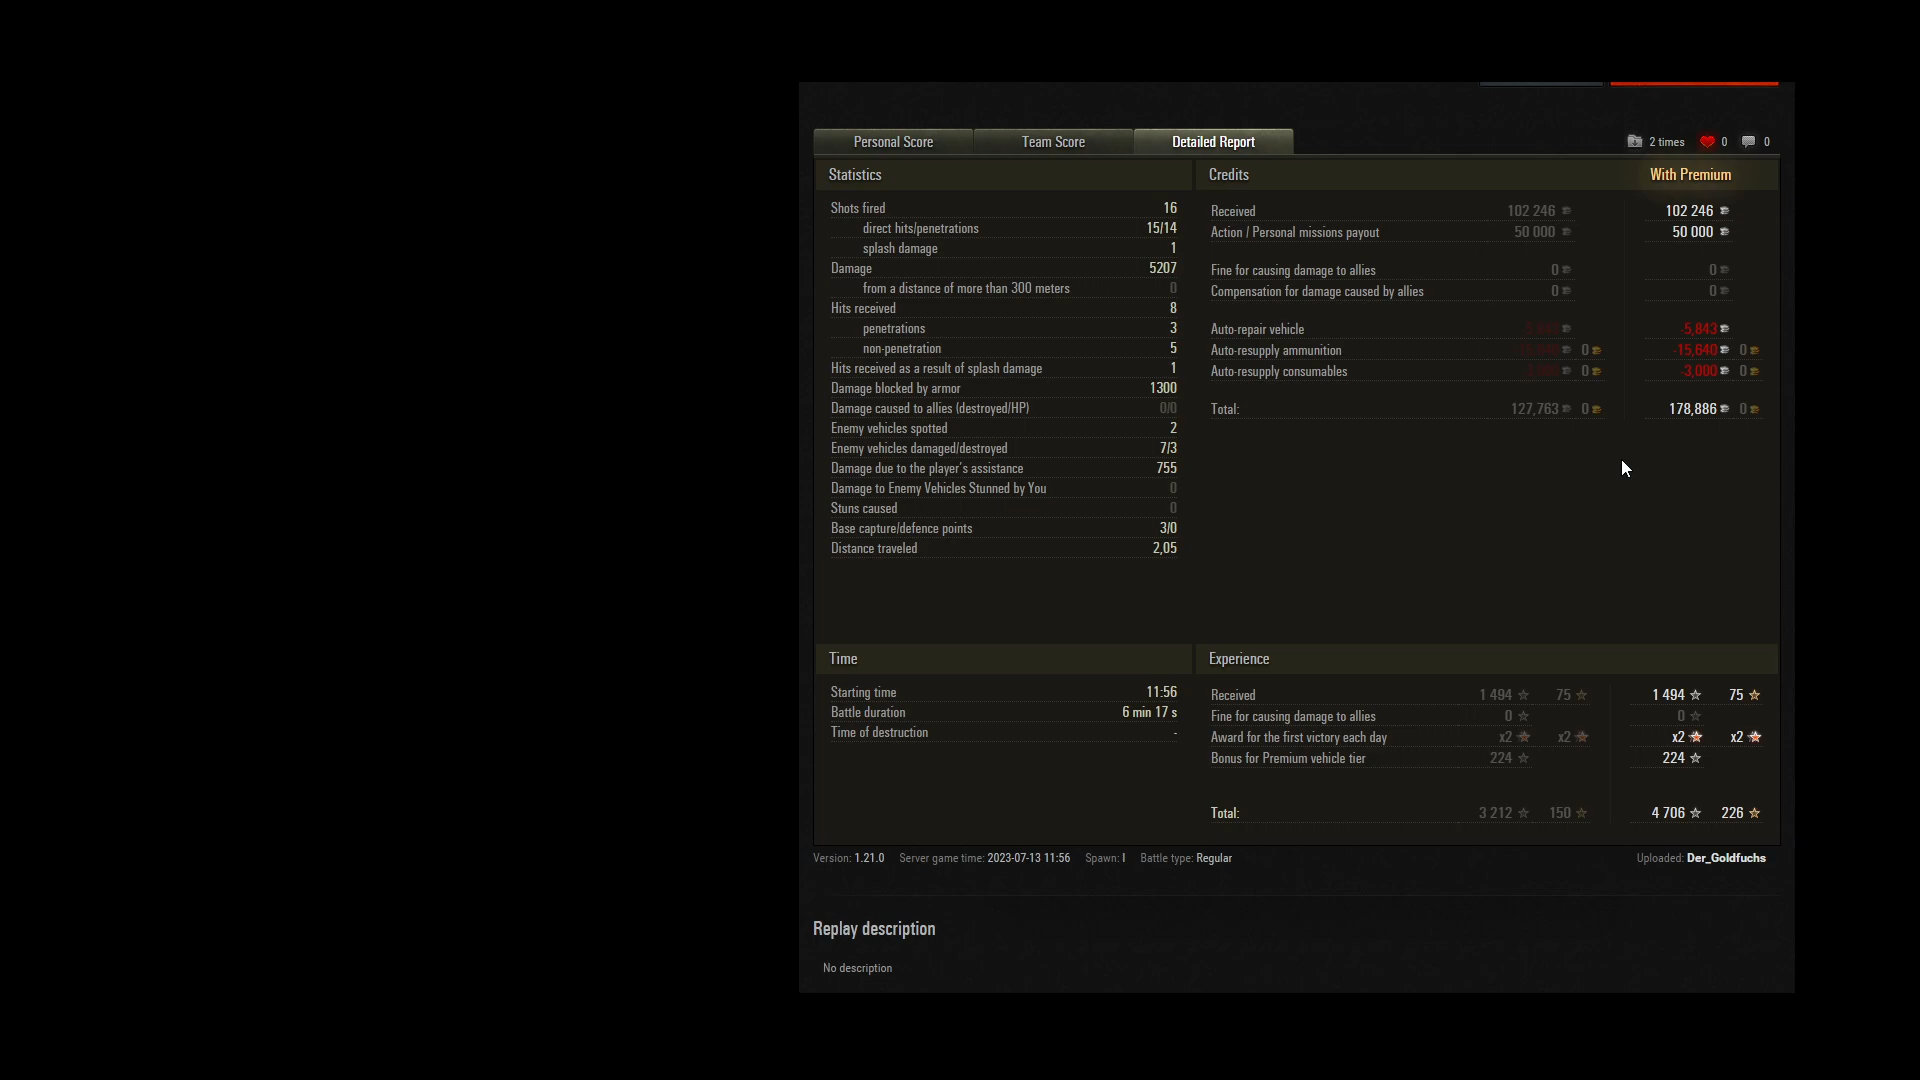 Personal Score Team Score Detailed Report 2 times 0 0
Statistics
Shots fired 16
direct hits/penetrations 15/14
splash damage 1
Damage 5207
from a distance of more than 300 meters 0
Hits received 8
penetrations 3
non-penetration 5
Hits received as a result of splash damage 1
Damage blocked by armor 1300
Damage caused to allies (destroyed/HP) 0/0
Enemy vehicles spotted 2
Enemy vehicles damaged/destroyed 7/3
Damage due to the player's assistance 755
Damage to Enemy Vehicles Stunned by You 0
Stuns caused 0
Base capture/defence points 3/0
Distance traveled 2,05
Credits With Premium
Received 102 246 102 246
Action / Personal missions payout 50 000 50 000
Fine for causing damage to allies 0 0
Compensation for damage caused by allies 0 0
Auto-repair vehicle -5,843
Auto-resupply ammunition 0 -15,640 0
Auto-resupply consumables 0 -3,000 0
Total: 127,763 0 178,886 0
Time
Starting time 11:56
Battle duration 6 min 17 s
Time of destruction -
Experience
Received 1 494 75 1 494 75
Fine for causing damage to allies 0 0
Award for the first victory each day x2 x2 x2 x2
Bonus for Premium vehicle tier 224 224
Total: 3 212 150 4 706 226
Version: 1.21.0 Server game time: 2023-07-13 11:56 Spawn: I Battle type: Regular Uploaded: Der_Goldfuchs
Replay description
No description